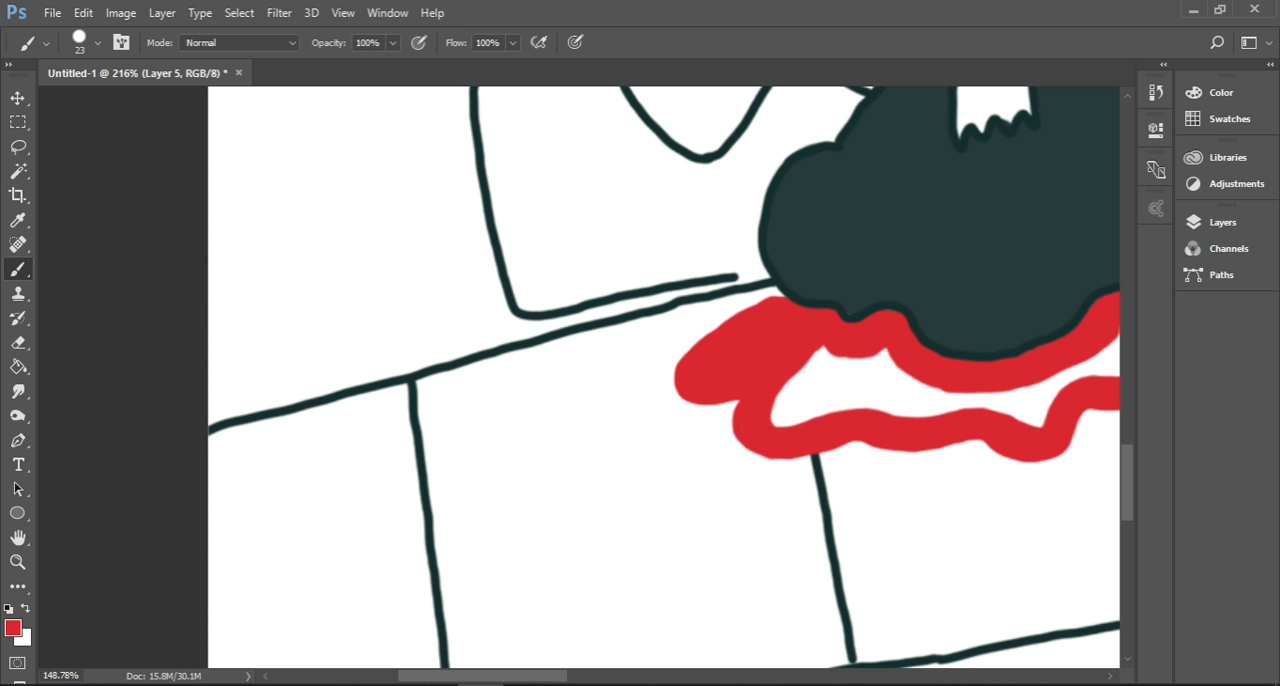 Ps File Edit Image Layer Type Select Filter 3D View Window Help
23 Mode: Normal Opacity: 100% Flow: 100%
Untitled-1 @ 216% (Layer 5, RGB/8) * ×
Color
Swatches
Libraries
Adjustments
Layers
Channels
Paths
T
148.78% Doc: 15.8M/30.1M